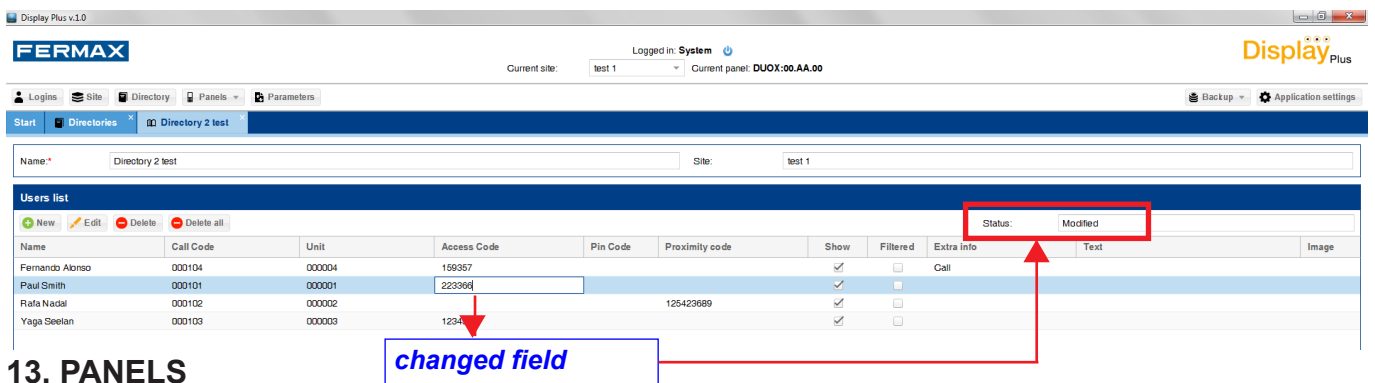 Display Plus v.1.0
FERMAX
Logged in: System
Display Plus
Current site: test 1 Current panel: DUOX:00.AA.00
Logins Site Directory Panels Parameters Backup Application settings
Start Directories Directory 2 test
Name:* Directory 2 test Site: test 1
Users list
New Edit Delete Delete all Status: Modified
Name Call Code Unit Access Code Pin Code Proximity code Show Filtered Extra info Text Image
Fernando Alonso 000104 000004 159357 Call
Paul Smith 000101 000001 223366
Rafa Nadal 000102 000002 125423689
Yaga Seelan 000103 000003
changed field
13. PANELS